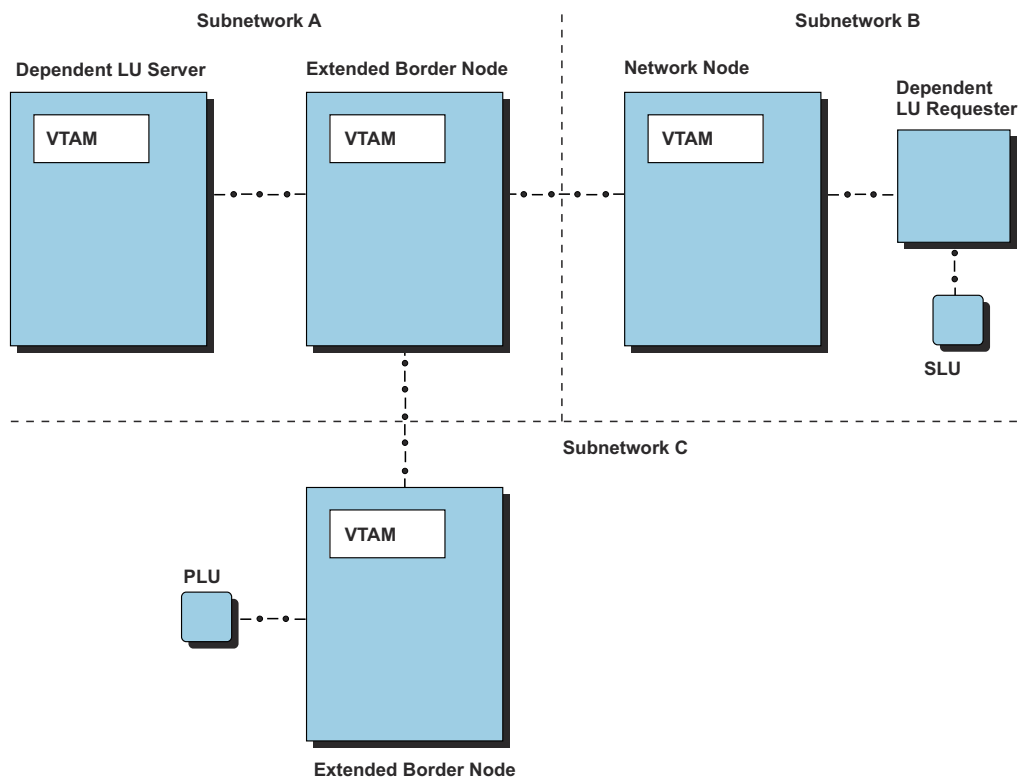 Subnetwork A
Subnetwork B
Dependent LU Server
Extended Border Node
Network Node
Dependent
LU Requester
VTAM
VTAM
VTAM
SLU
Subnetwork C
VTAM
PLU
Extended Border Node